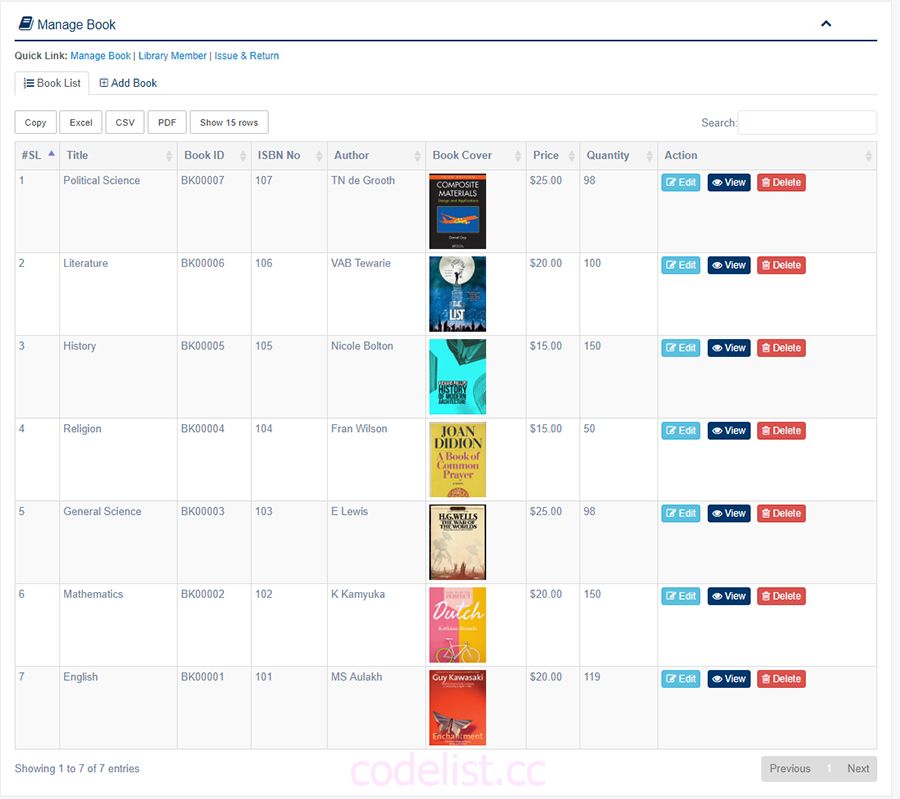 Manage Book
Quick Link: Manage Book | Library Member | Issue & Return
Book List Add Book
Copy Excel CSV PDF Show 15 rows Search:
#SL Title Book ID ISBN No Author Book Cover Price Quantity Action
1 Political Science BK00007 107 TN de Grooth $25.00 98 Edit View Delete
COMPOSITE
MATERIALS
Design and Applications
2 Literature BK00006 106 VAB Tewarie $20.00 100 Edit View Delete
THE
LIST
3 History BK00005 105 Nicole Bolton $15.00 150 Edit View Delete
HISTORY
OF MODERN
ARCHITECTURE
4 Religion BK00004 104 Fran Wilson $15.00 50 Edit View Delete
JOAN
DIDION
A Book of
Common
Prayer
5 General Science BK00003 103 E Lewis $25.00 98 Edit View Delete
H.G.WELLS
THE WAR OF
THE WORLDS
6 Mathematics BK00002 102 K Kamyuka $20.00 150 Edit View Delete
PERFECT
Dutch
7 English BK00001 101 MS Aulakh $20.00 119 Edit View Delete
Guy Kawasaki
Enchantment
Showing 1 to 7 of 7 entries Previous 1 Next
codelist.cc